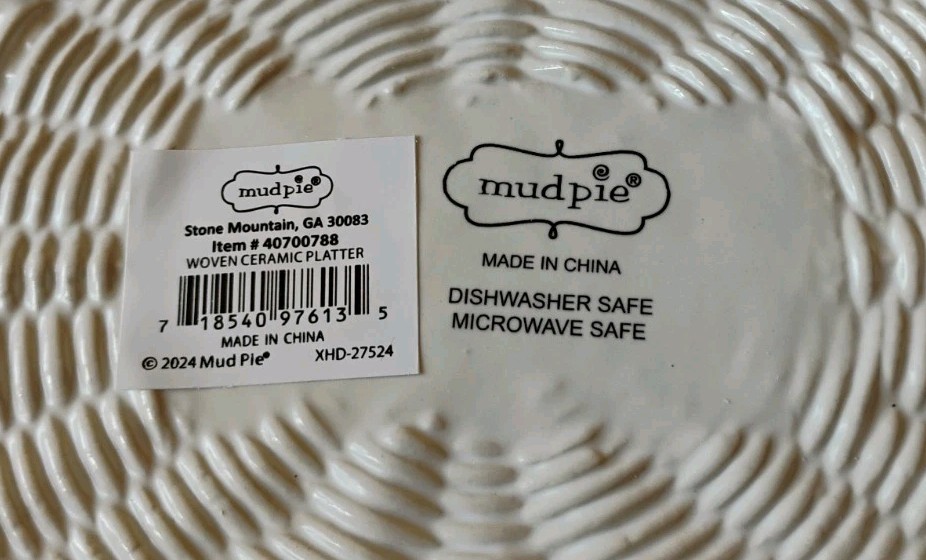 mudpie®
Stone Mountain, GA 30083
Item # 40700788
WOVEN CERAMIC PLATTER
7 18540 97613 5
MADE IN CHINA
© 2024 Mud Pie® XHD-27524
mudpie®
MADE IN CHINA
DISHWASHER SAFE
MICROWAVE SAFE